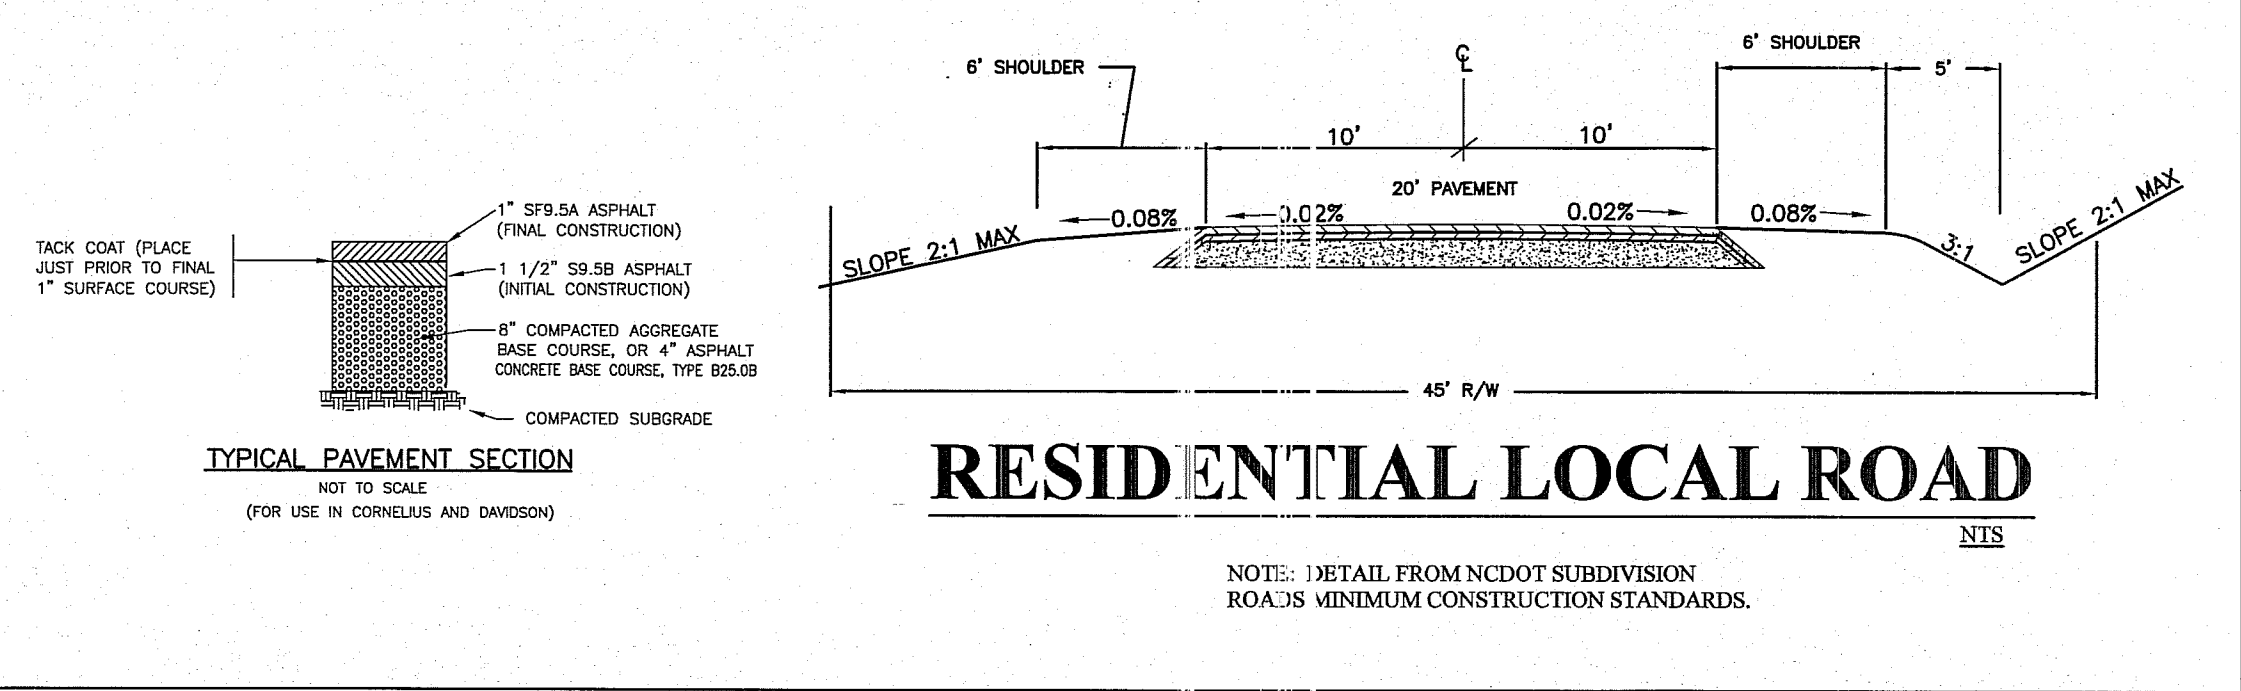 TACK COAT (PLACE
JUST PRIOR TO FINAL
1" SURFACE COURSE)
1" SF9.5A ASPHALT
(FINAL CONSTRUCTION)
1 1/2" S9.5B ASPHALT
(INITIAL CONSTRUCTION)
8" COMPACTED AGGREGATE
BASE COURSE, OR 4" ASPHALT
CONCRETE BASE COURSE, TYPE B25.0B
COMPACTED SUBGRADE
TYPICAL PAVEMENT SECTION
NOT TO SCALE
(FOR USE IN CORNELIUS AND DAVIDSON)
6' SHOULDER
℄
6' SHOULDER
5'
10'
10'
20' PAVEMENT
0.08%
0.02%
0.02%
0.08%
SLOPE 2:1 MAX
3:1
SLOPE 2:1 MAX
45' R/W
RESIDENTIAL LOCAL ROAD
NTS
NOTE: DETAIL FROM NCDOT SUBDIVISION
ROADS MINIMUM CONSTRUCTION STANDARDS.